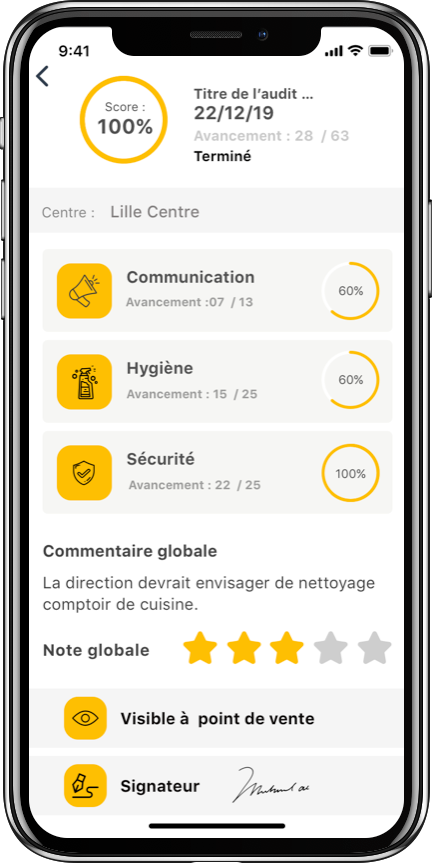 9:41
Score :
100%
Titre de l'audit ...
22/12/19
Avancement : 28 / 63
Terminé
Centre : Lille Centre
Communication
Avancement :07 / 13
60%
Hygiène
Avancement : 15 / 25
60%
Sécurité
Avancement : 22 / 25
100%
Commentaire globale
La direction devrait envisager de nettoyage
comptoir de cuisine.
Note globale
Visible à point de vente
Signateur